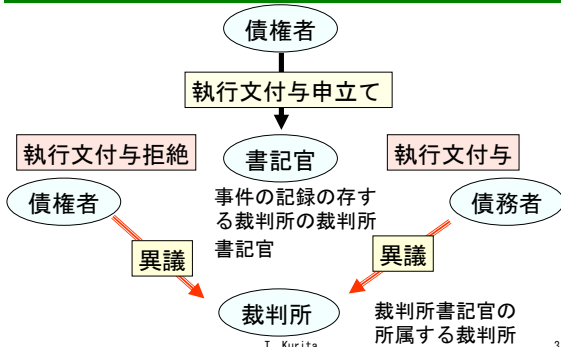 債権者
執行文付与申立て
執行文付与拒絶
書記官
執行文付与
債権者
事件の記録の存す
る裁判所の裁判所
書記官
債務者
異議
異議
裁判所
裁判所書記官の
所属する裁判所
T. Kurita
3